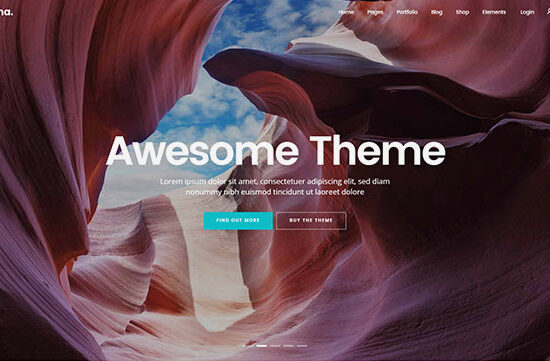 na.
Home Pages Portfolio Blog Shop Elements Login
Awesome Theme
Lorem ipsum dolor sit amet, consectetuer adipiscing elit, sed diam
nonummy nibh euismod tincidunt ut laoreet dolore
FIND OUT MORE BUY THE THEME